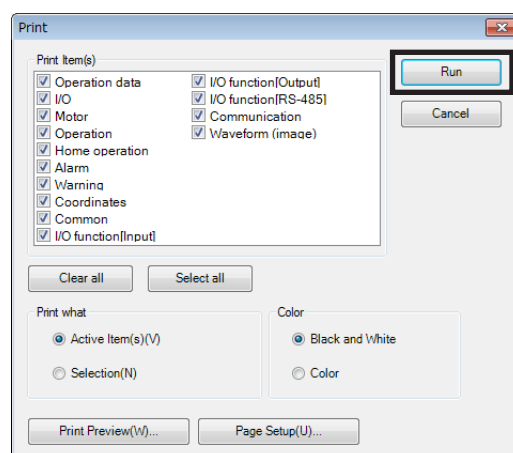 Print
Print Item(s)
Operation data
I/O
Motor
Operation
Home operation
Alarm
Warning
Coordinates
Common
I/O function[Input]
I/O function[Output]
I/O function[RS-485]
Communication
Waveform (image)
Run
Cancel
Clear all
Select all
Print what
Active Item(s)(V)
Selection(N)
Color
Black and White
Color
Print Preview(W)...
Page Setup(U)...